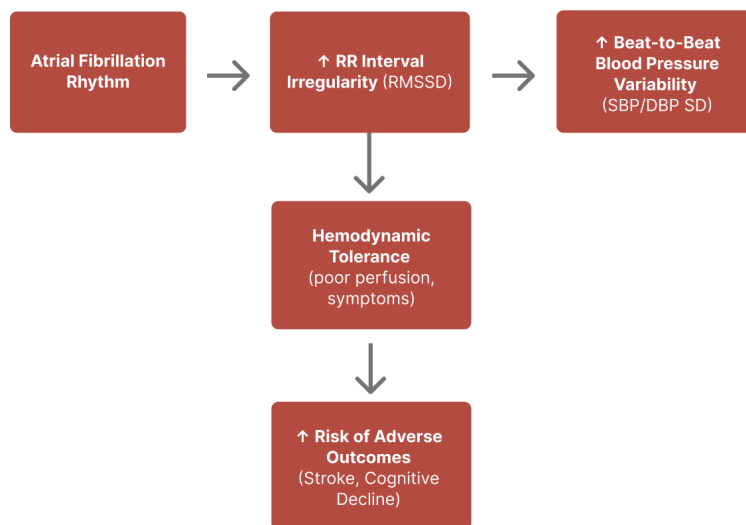 Atrial Fibrillation
Rhythm
↑ RR Interval
Irregularity (RMSSD)
↑ Beat-to-Beat
Blood Pressure
Variability
(SBP/DBP SD)
Hemodynamic
Tolerance
(poor perfusion,
symptoms)
↑ Risk of Adverse
Outcomes
(Stroke, Cognitive
Decline)